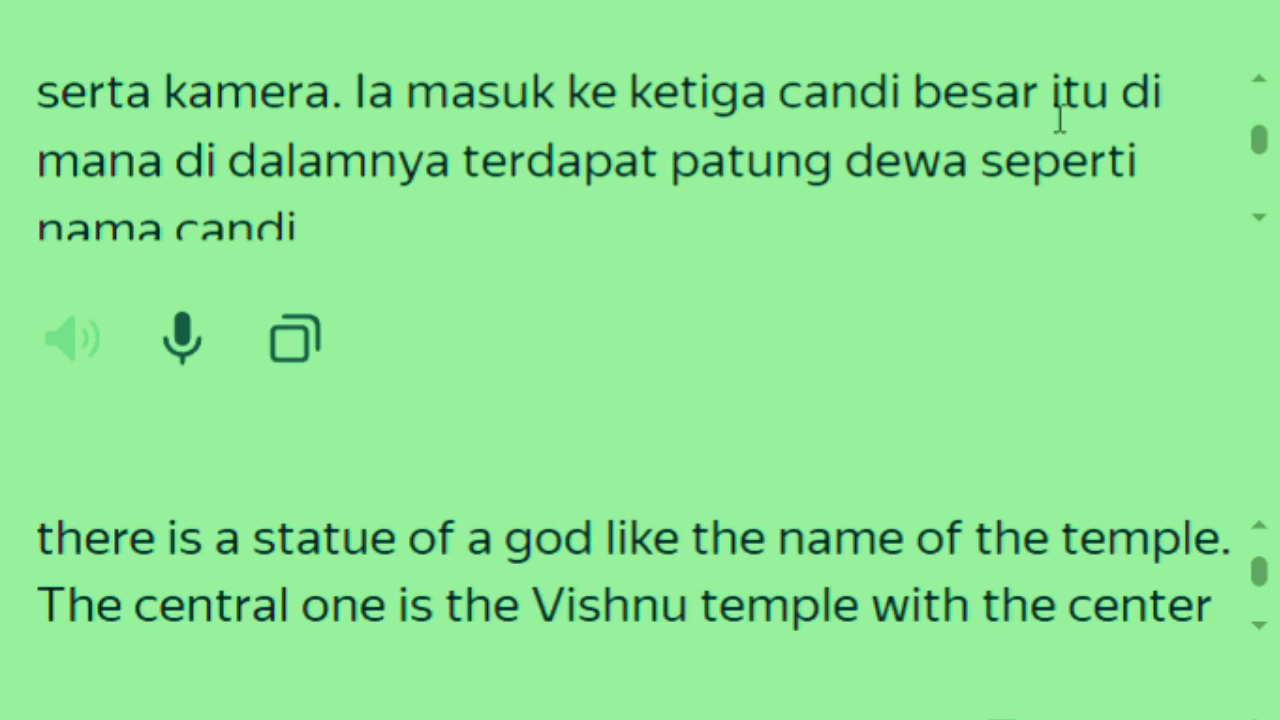 serta kamera. Ia masuk ke ketiga candi besar itu di
mana di dalamnya terdapat patung dewa seperti
nama candi
there is a statue of a god like the name of the temple.
The central one is the Vishnu temple with the center